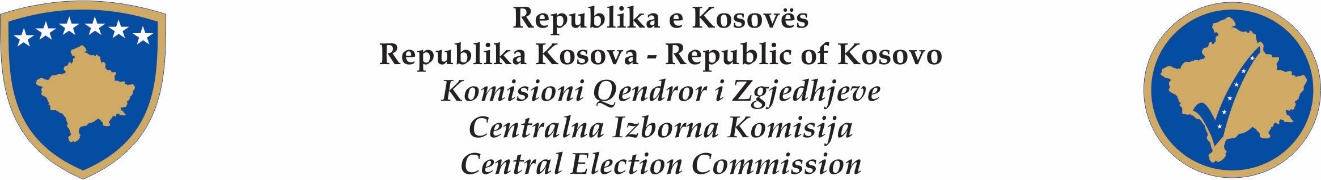 Republika e Kosovës
Republika Kosova - Republic of Kosovo
Komisioni Qendror i Zgjedhjeve
Centralna Izborna Komisija
Central Election Commission